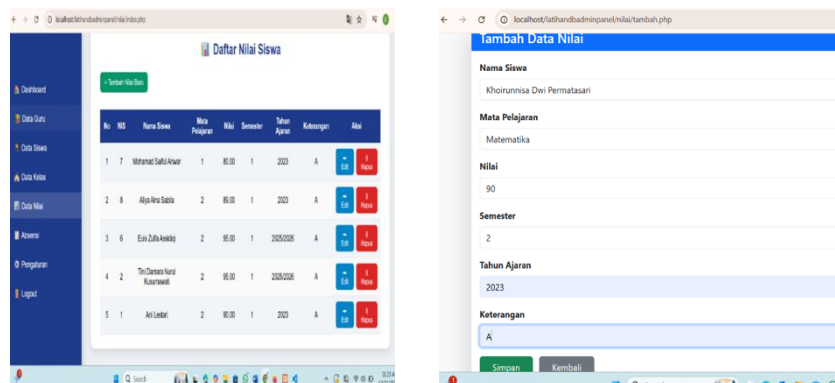 localhost/latihandbadminpanel/nilai/index.php
Daftar Nilai Siswa
+ Tambah Nilai Baru
Dashboard
Data Guru
Data Siswa
Data Kelas
Data Nilai
Absensi
Pengaturan
Logout
No NIS Nama Siswa Mata Pelajaran Nilai Semester Tahun Ajaran Keterangan Aksi
1 7 Mohamad Saiful Anwar 1 80.00 1 2023 A Edit Hapus
2 8 Aliya Aina Sabila 2 89.00 1 2023 A Edit Hapus
3 6 Euis Zulfa 2 95.00 1 2025/2026 A Edit Hapus
4 2 Tini Damara Nurul Kusumawati 2 95.00 1 2025/2026 A Edit Hapus
5 1 Ani Lestari 2 90.00 1 2023 A Edit Hapus
Search
localhost/latihandbadminpanel/nilai/tambah.php
Tambah Data Nilai
Nama Siswa
Khoirunnisa Dwi Permatasari
Mata Pelajaran
Matematika
Nilai
90
Semester
2
Tahun Ajaran
2023
Keterangan
A
Simpan Kembali